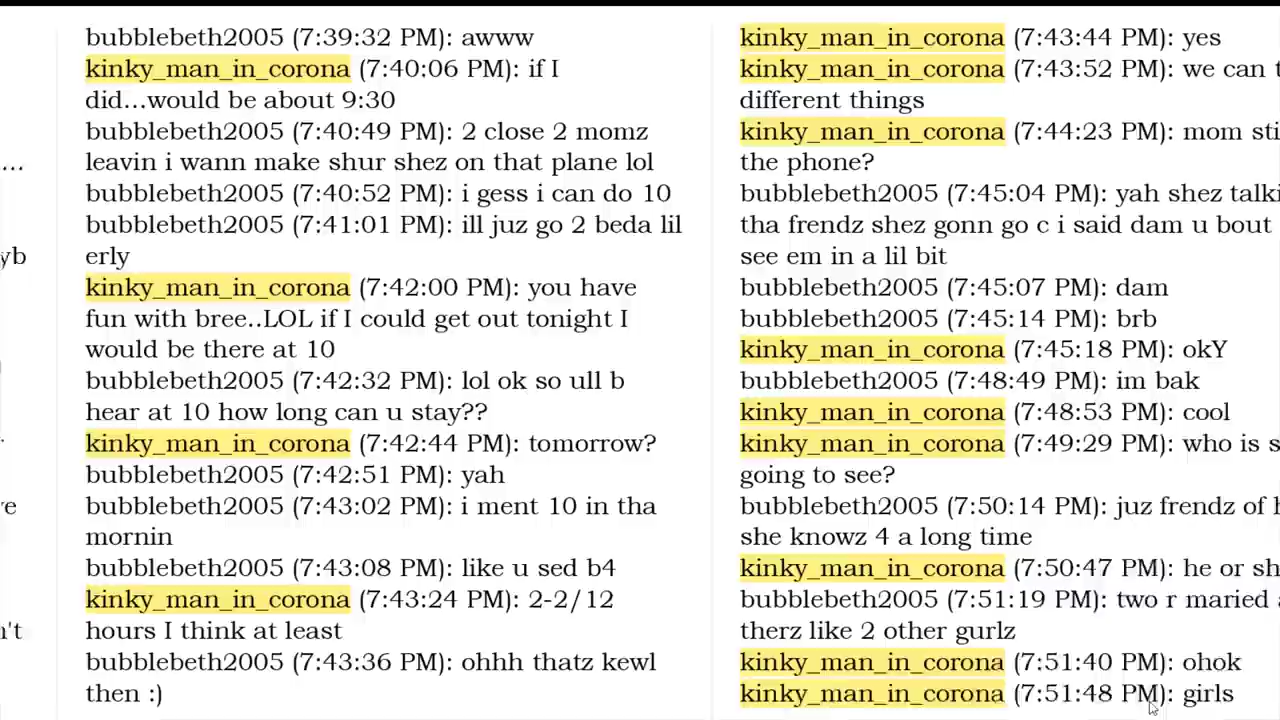 bubblebeth2005 (7:39:32 PM): awww
kinky_man_in_corona (7:40:06 PM): if I
did...would be about 9:30
bubblebeth2005 (7:40:49 PM): 2 close 2 momz
leavin i wann make shur shez on that plane lol
bubblebeth2005 (7:40:52 PM): i gess i can do 10
bubblebeth2005 (7:41:01 PM): ill juz go 2 beda lil
erly
kinky_man_in_corona (7:42:00 PM): you have
fun with bree..LOL if I could get out tonight I
would be there at 10
bubblebeth2005 (7:42:32 PM): lol ok so ull b
hear at 10 how long can u stay??
kinky_man_in_corona (7:42:44 PM): tomorrow?
bubblebeth2005 (7:42:51 PM): yah
bubblebeth2005 (7:43:02 PM): i ment 10 in tha
mornin
bubblebeth2005 (7:43:08 PM): like u sed b4
kinky_man_in_corona (7:43:24 PM): 2-2/12
hours I think at least
bubblebeth2005 (7:43:36 PM): ohhh thatz kewl
then :)
kinky_man_in_corona (7:43:44 PM): yes
kinky_man_in_corona (7:43:52 PM): we can
different things
kinky_man_in_corona (7:44:23 PM): mom
the phone?
bubblebeth2005 (7:45:04 PM): yah shez
tha frendz shez gonn go c i said dam u bout
see em in a lil bit
bubblebeth2005 (7:45:07 PM): dam
bubblebeth2005 (7:45:14 PM): brb
kinky_man_in_corona (7:45:18 PM): okY
bubblebeth2005 (7:48:49 PM): im bak
kinky_man_in_corona (7:48:53 PM): cool
kinky_man_in_corona (7:49:29 PM): who is
going to see?
bubblebeth2005 (7:50:14 PM): juz frendz of
she knowz 4 a long time
kinky_man_in_corona (7:50:47 PM): he or
bubblebeth2005 (7:51:19 PM): two r maried
therz like 2 other gurlz
kinky_man_in_corona (7:51:40 PM): ohok
kinky_man_in_corona (7:51:48 PM): girls